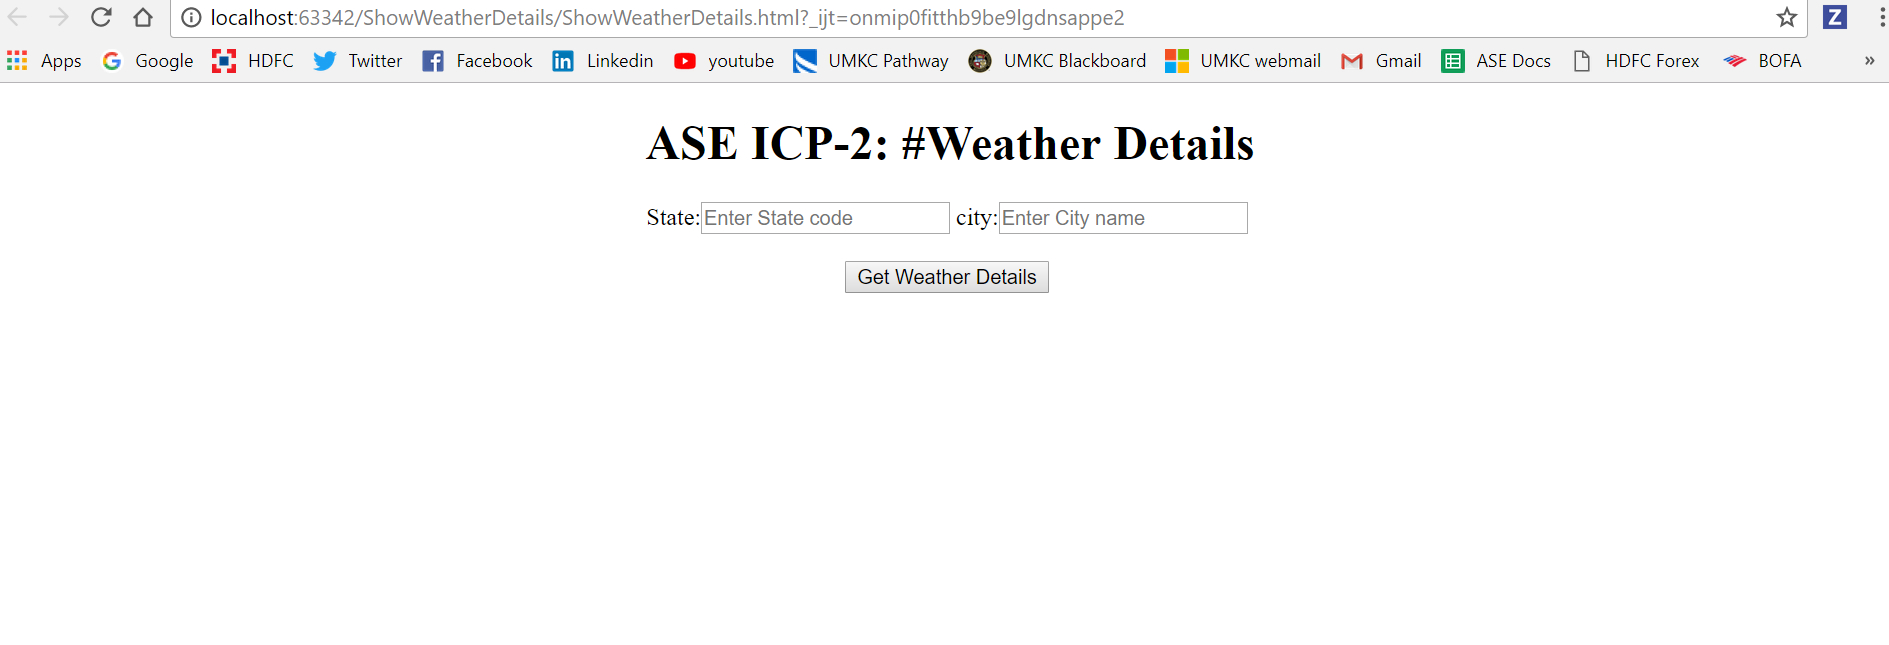 localhost:63342/ShowWeatherDetails/ShowWeatherDetails.html?_ijt=onmip0fitthb9be9lgdnsappe2 Z
Apps G Google HDFC Twitter f Facebook in Linkedin youtube UMKC Pathway UMKC Blackboard UMKC webmail Gmail ASE Docs HDFC Forex BOFA »
ASE ICP-2: #Weather Details
State: Enter State code city: Enter City name
Get Weather Details